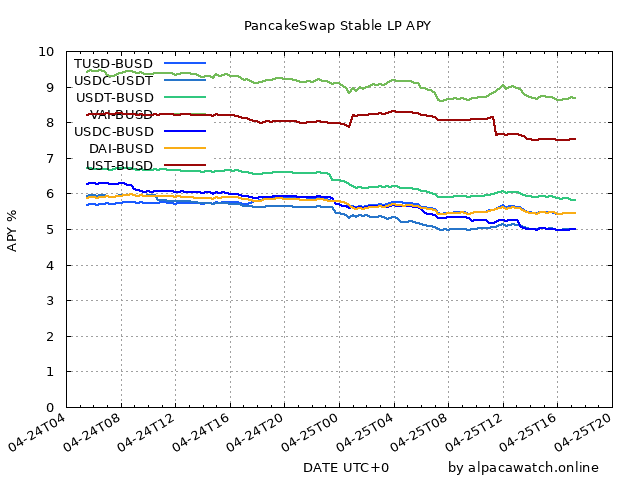 PancakeSwap Stable LP APY
10
9
8
7
6
5
4
3
2
1
0
APY %
TUSD-BUSD
USDC-USDT
USDT-BUSD
VAI-BUSD
USDC-BUSD
DAI-BUSD
UST-BUSD
04-24T04
04-24T08
04-24T12
04-24T16
04-24T20
04-25T00
04-25T04
04-25T08
04-25T12
04-25T16
04-25T20
DATE UTC+0
by alpacawatch.online